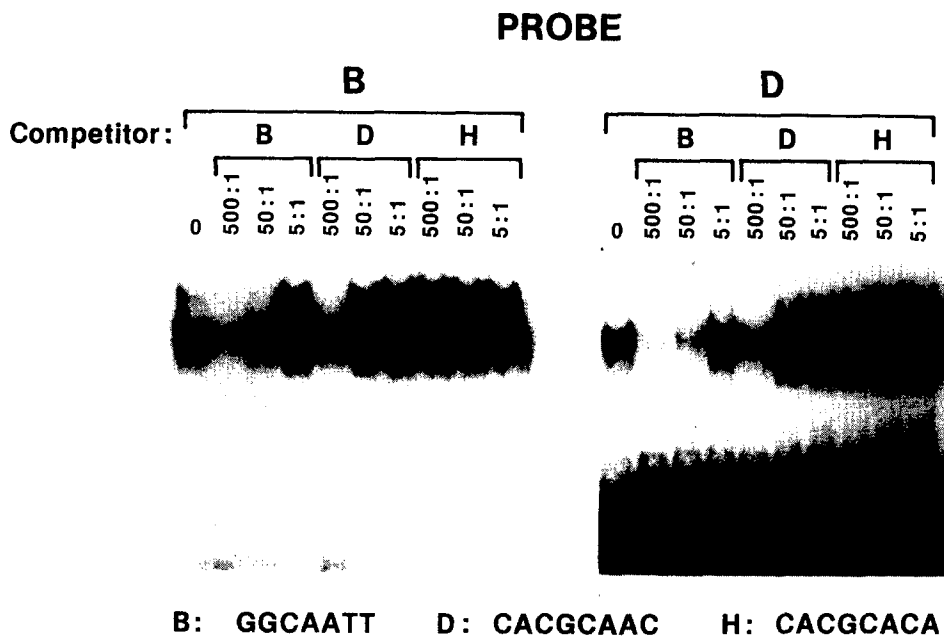 PROBE
B D
Competitor: B D H B D H
0 500:1 50:1 5:1 500:1 50:1 5:1 500:1 50:1 5:1 0 500:1 50:1 5:1 500:1 50:1 5:1 500:1 50:1 5:1
B: GGCAATT D: CACGCAAC H: CACGCACA